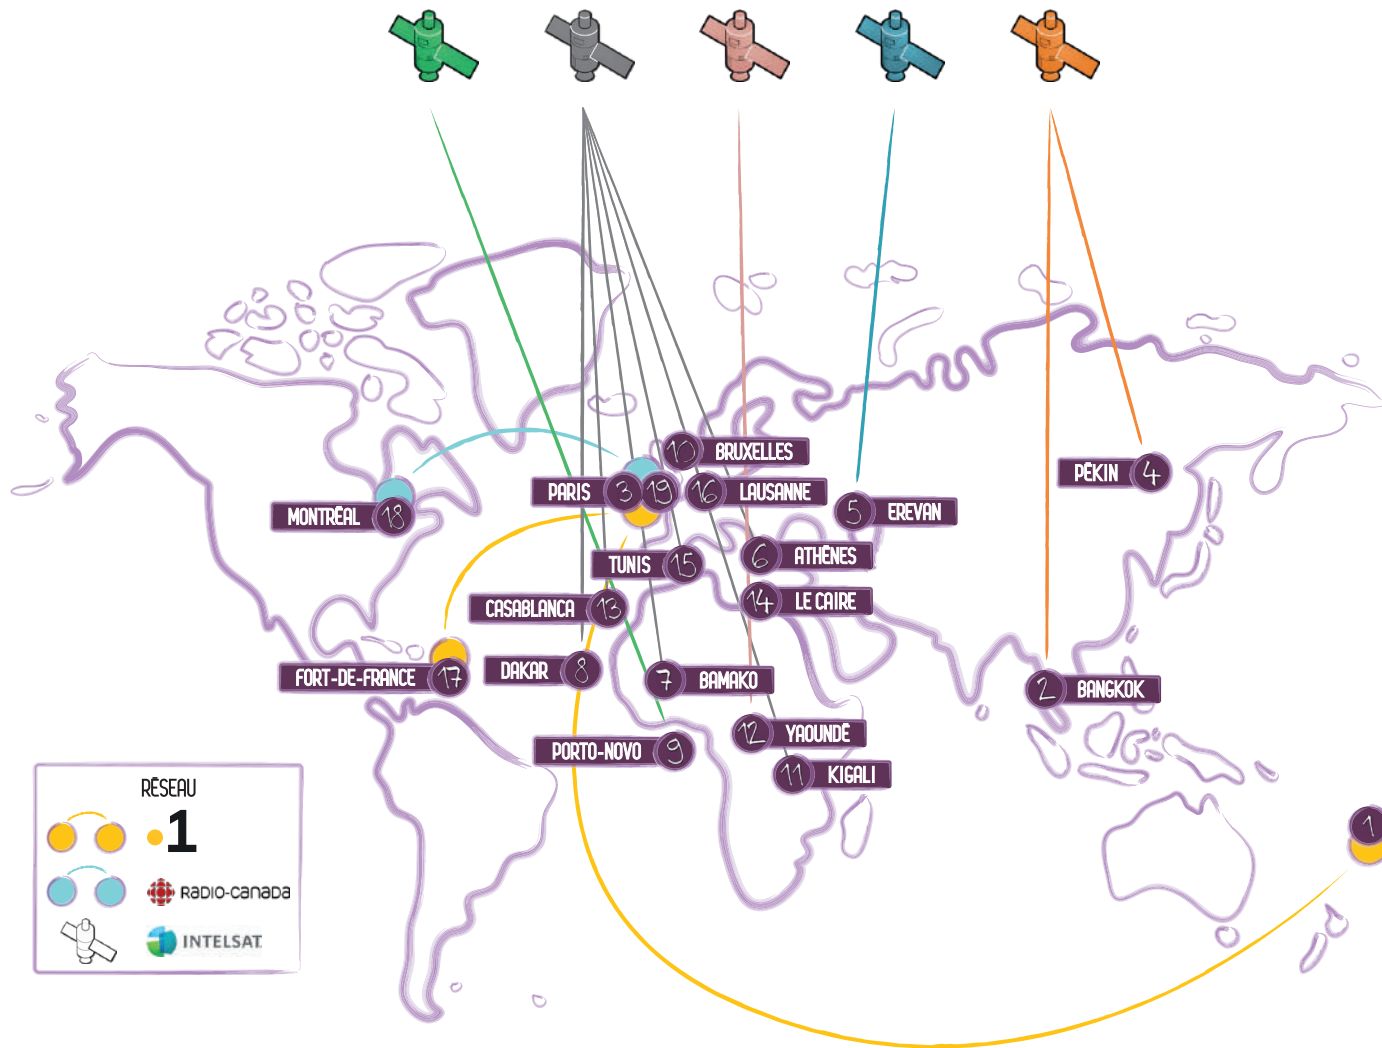 10 BRUXELLES
PARIS 3 19
16 LAUSANNE
PÉKIN 4
MONTRÉAL 18
5 EREVAN
TUNIS 15
6 ATHÈNES
CASABLANCA 13
14 LE CAIRE
FORT-DE-FRANCE 17
DAKAR 8
7 BAMAKO
2 BANGKOK
PORTO-NOVO 9
12 YAOUNDÉ
11 KIGALI
1
RÉSEAU
1
RADIO-CANADA
INTELSAT